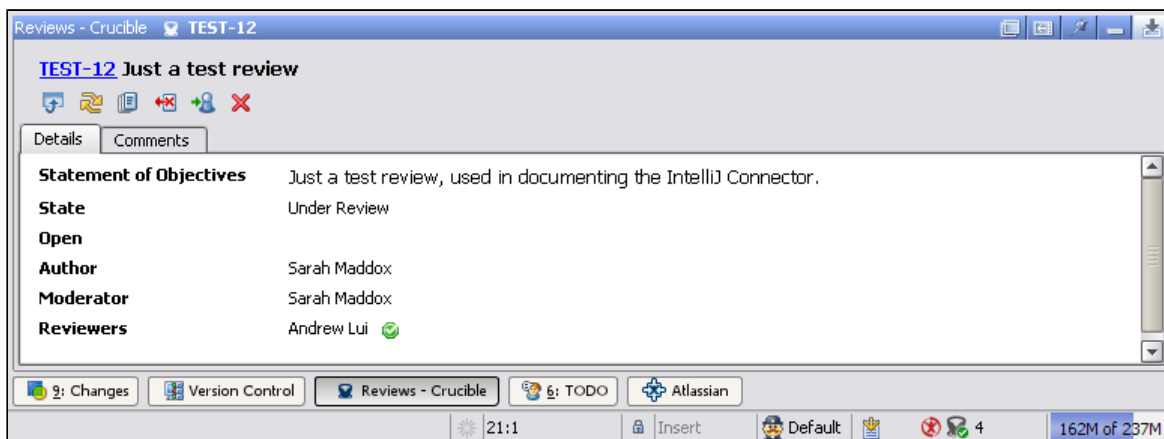 Reviews - Crucible TEST-12
TEST-12 Just a test review
Details Comments
Statement of Objectives Just a test review, used in documenting the IntelliJ Connector.
State Under Review
Open
Author Sarah Maddox
Moderator Sarah Maddox
Reviewers Andrew Lui
9: Changes Version Control Reviews - Crucible 6: TODO Atlassian
21:1 Insert Default 4 162M of 237M